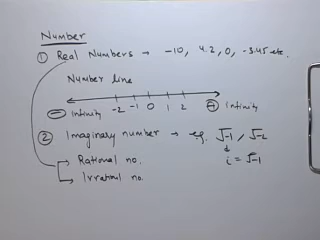 Number
① Real Numbers → -10, 4.2, 0, -3.45 etc.
Number line
− Infinity -2 -1 0 1 2 + Infinity
② Imaginary number → eg. √-1, √-2
i = √-1
→ Rational no.
→ Irratioal no.